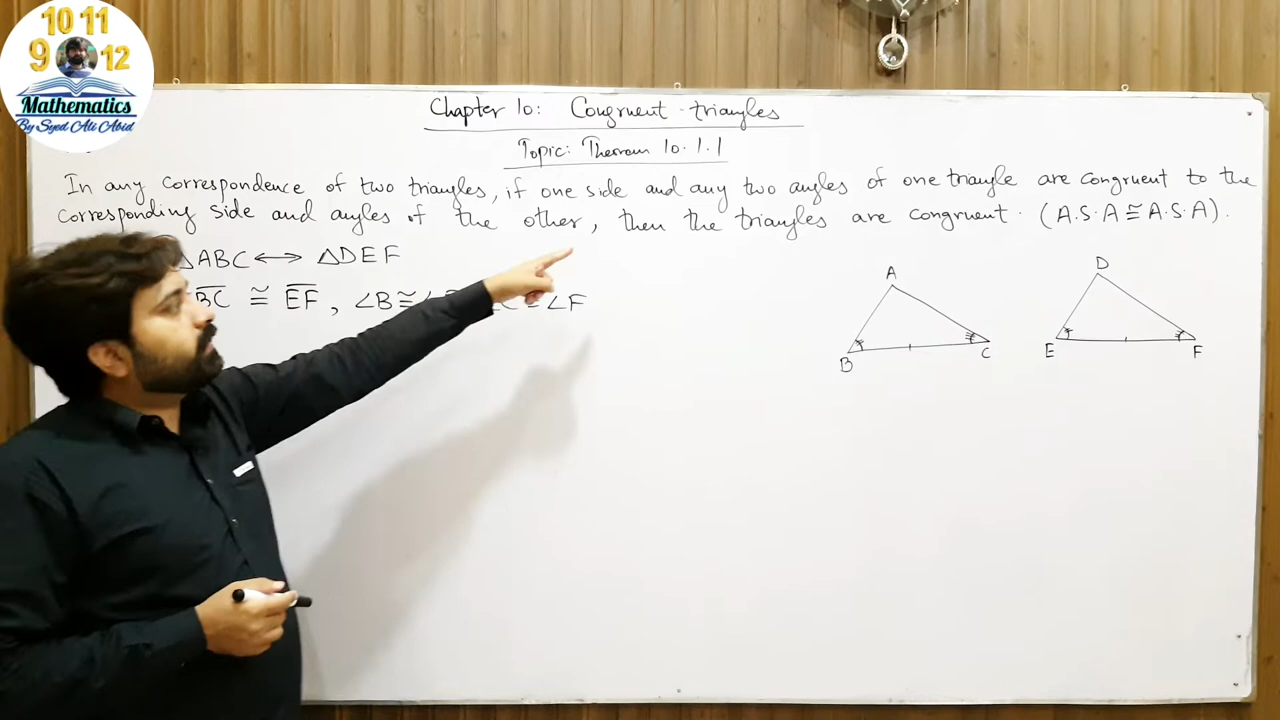 10 11
9 12
Mathematics
By Syed Ali Abid
Chapter 10: Congruent triangles
Topic: Theorem 10.1.1
In any correspondence of two triangles, if one side and any two angles of one triangle are congruent to the
corresponding side and angles of the other, then the triangles are congruent. (A.S.A ≅ A.S.A).
△ABC ↔ △DEF
BC ≅ EF, ∠B ≅ ∠ ≅ ∠F
A
B
C
D
E
F